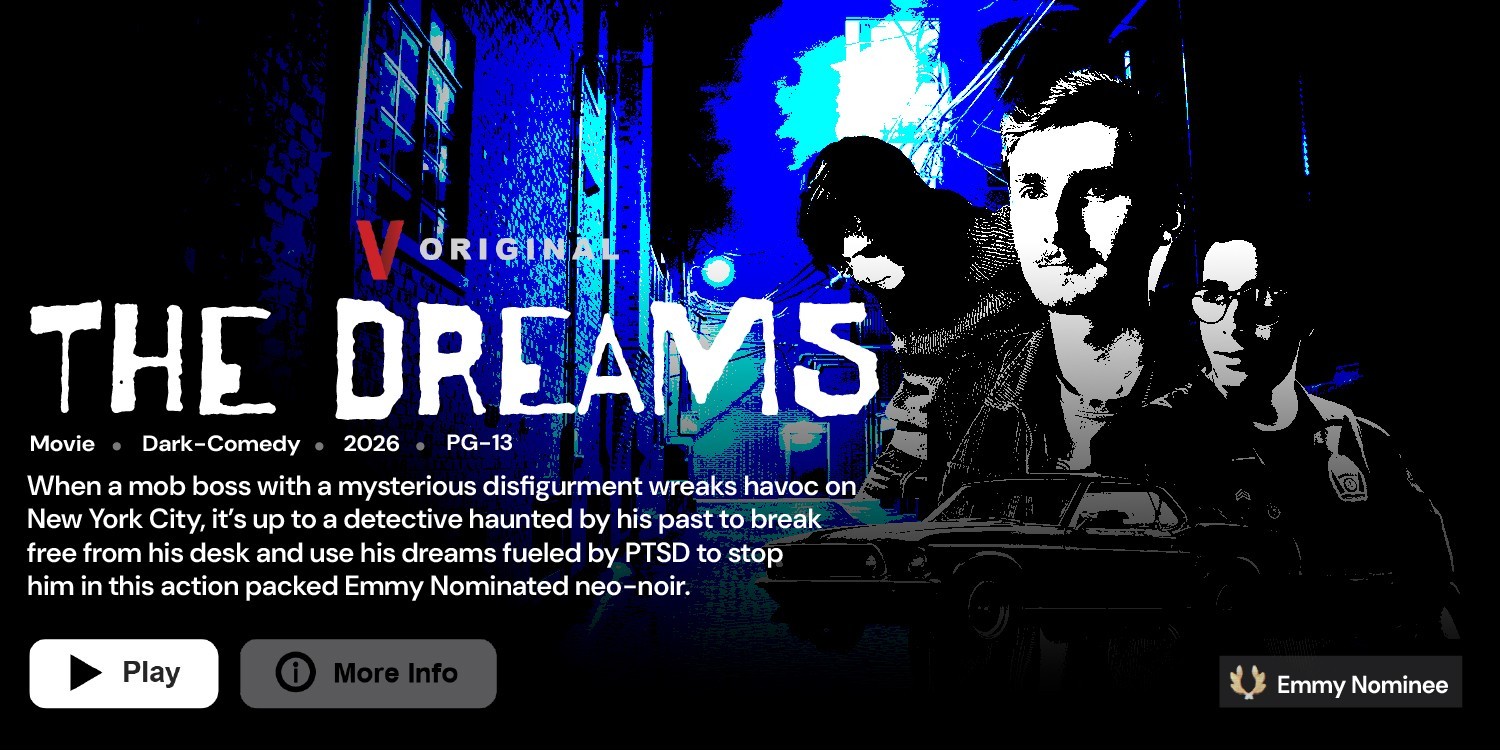 V ORIGINAL
THE DREAMS
Movie • Dark-Comedy • 2026 • PG-13
When a mob boss with a mysterious disfigurment wreaks havoc on
New York City, it's up to a detective haunted by his past to break
free from his desk and use his dreams fueled by PTSD to stop
him in this action packed Emmy Nominated neo-noir.
Play
More Info
Emmy Nominee